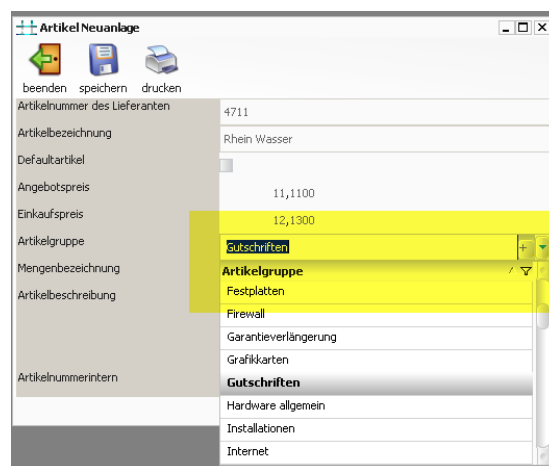 Artikel Neuanlage
beenden speichern drucken
Artikelnummer des Lieferanten 4711
Artikelbezeichnung Rhein Wasser
Defaultartikel
Angebotspreis 11,1100
Einkaufspreis 12,1300
Artikelgruppe Gutschriften +
Mengenbezeichnung Artikelgruppe
Artikelbeschreibung Festplatten
Firewall
Garantieverlängerung
Grafikkarten
Artikelnummerintern Gutschriften
Hardware allgemein
Installationen
Internet